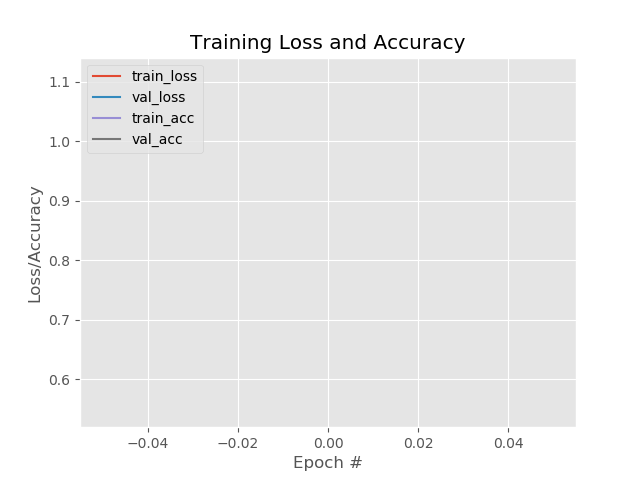 Training Loss and Accuracy
train_loss
val_loss
train_acc
val_acc
1.1
1.0
0.9
0.8
0.7
0.6
Loss/Accuracy
−0.04
−0.02
0.00
0.02
0.04
Epoch #